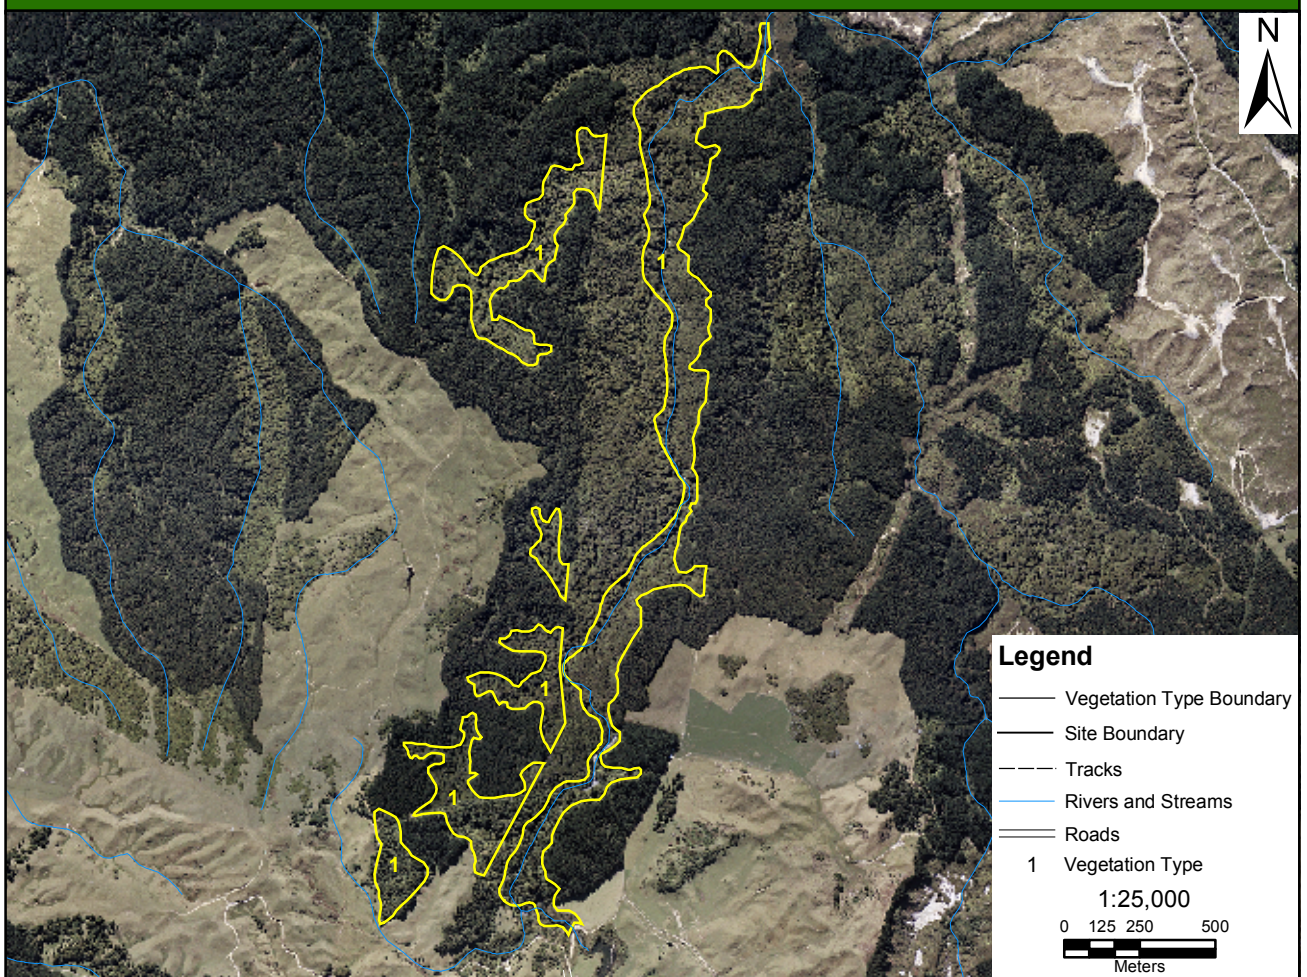 N
1
1
1
1
1
Legend
Vegetation Type Boundary
Site Boundary
Tracks
Rivers and Streams
Roads
1 Vegetation Type
1:25,000
0 125 250 500
Meters